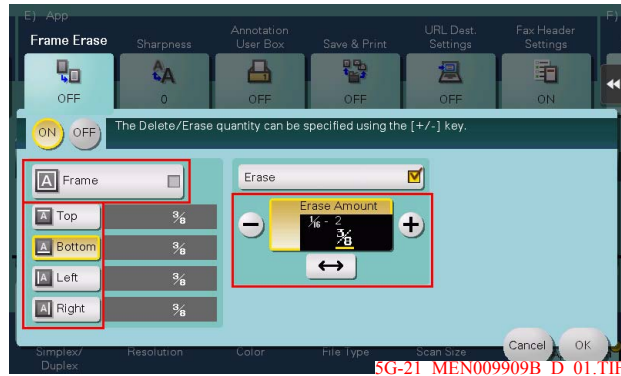 E) App
F)
Frame Erase
Sharpness
Annotation
User Box
Save & Print
URL Dest.
Settings
Fax Header
Settings
OFF
0
OFF
OFF
OFF
ON
ON
OFF
The Delete/Erase quantity can be specified using the [+/-] key.
A Frame
Erase
A Top
3/8
Erase Amount
1/16 - 2
3/8
A Bottom
3/8
A Left
3/8
A Right
3/8
Cancel
OK
Simplex/
Duplex
Resolution
Color
File Type
Scan Size
5G-21_MEN009909B_D_01.TIF